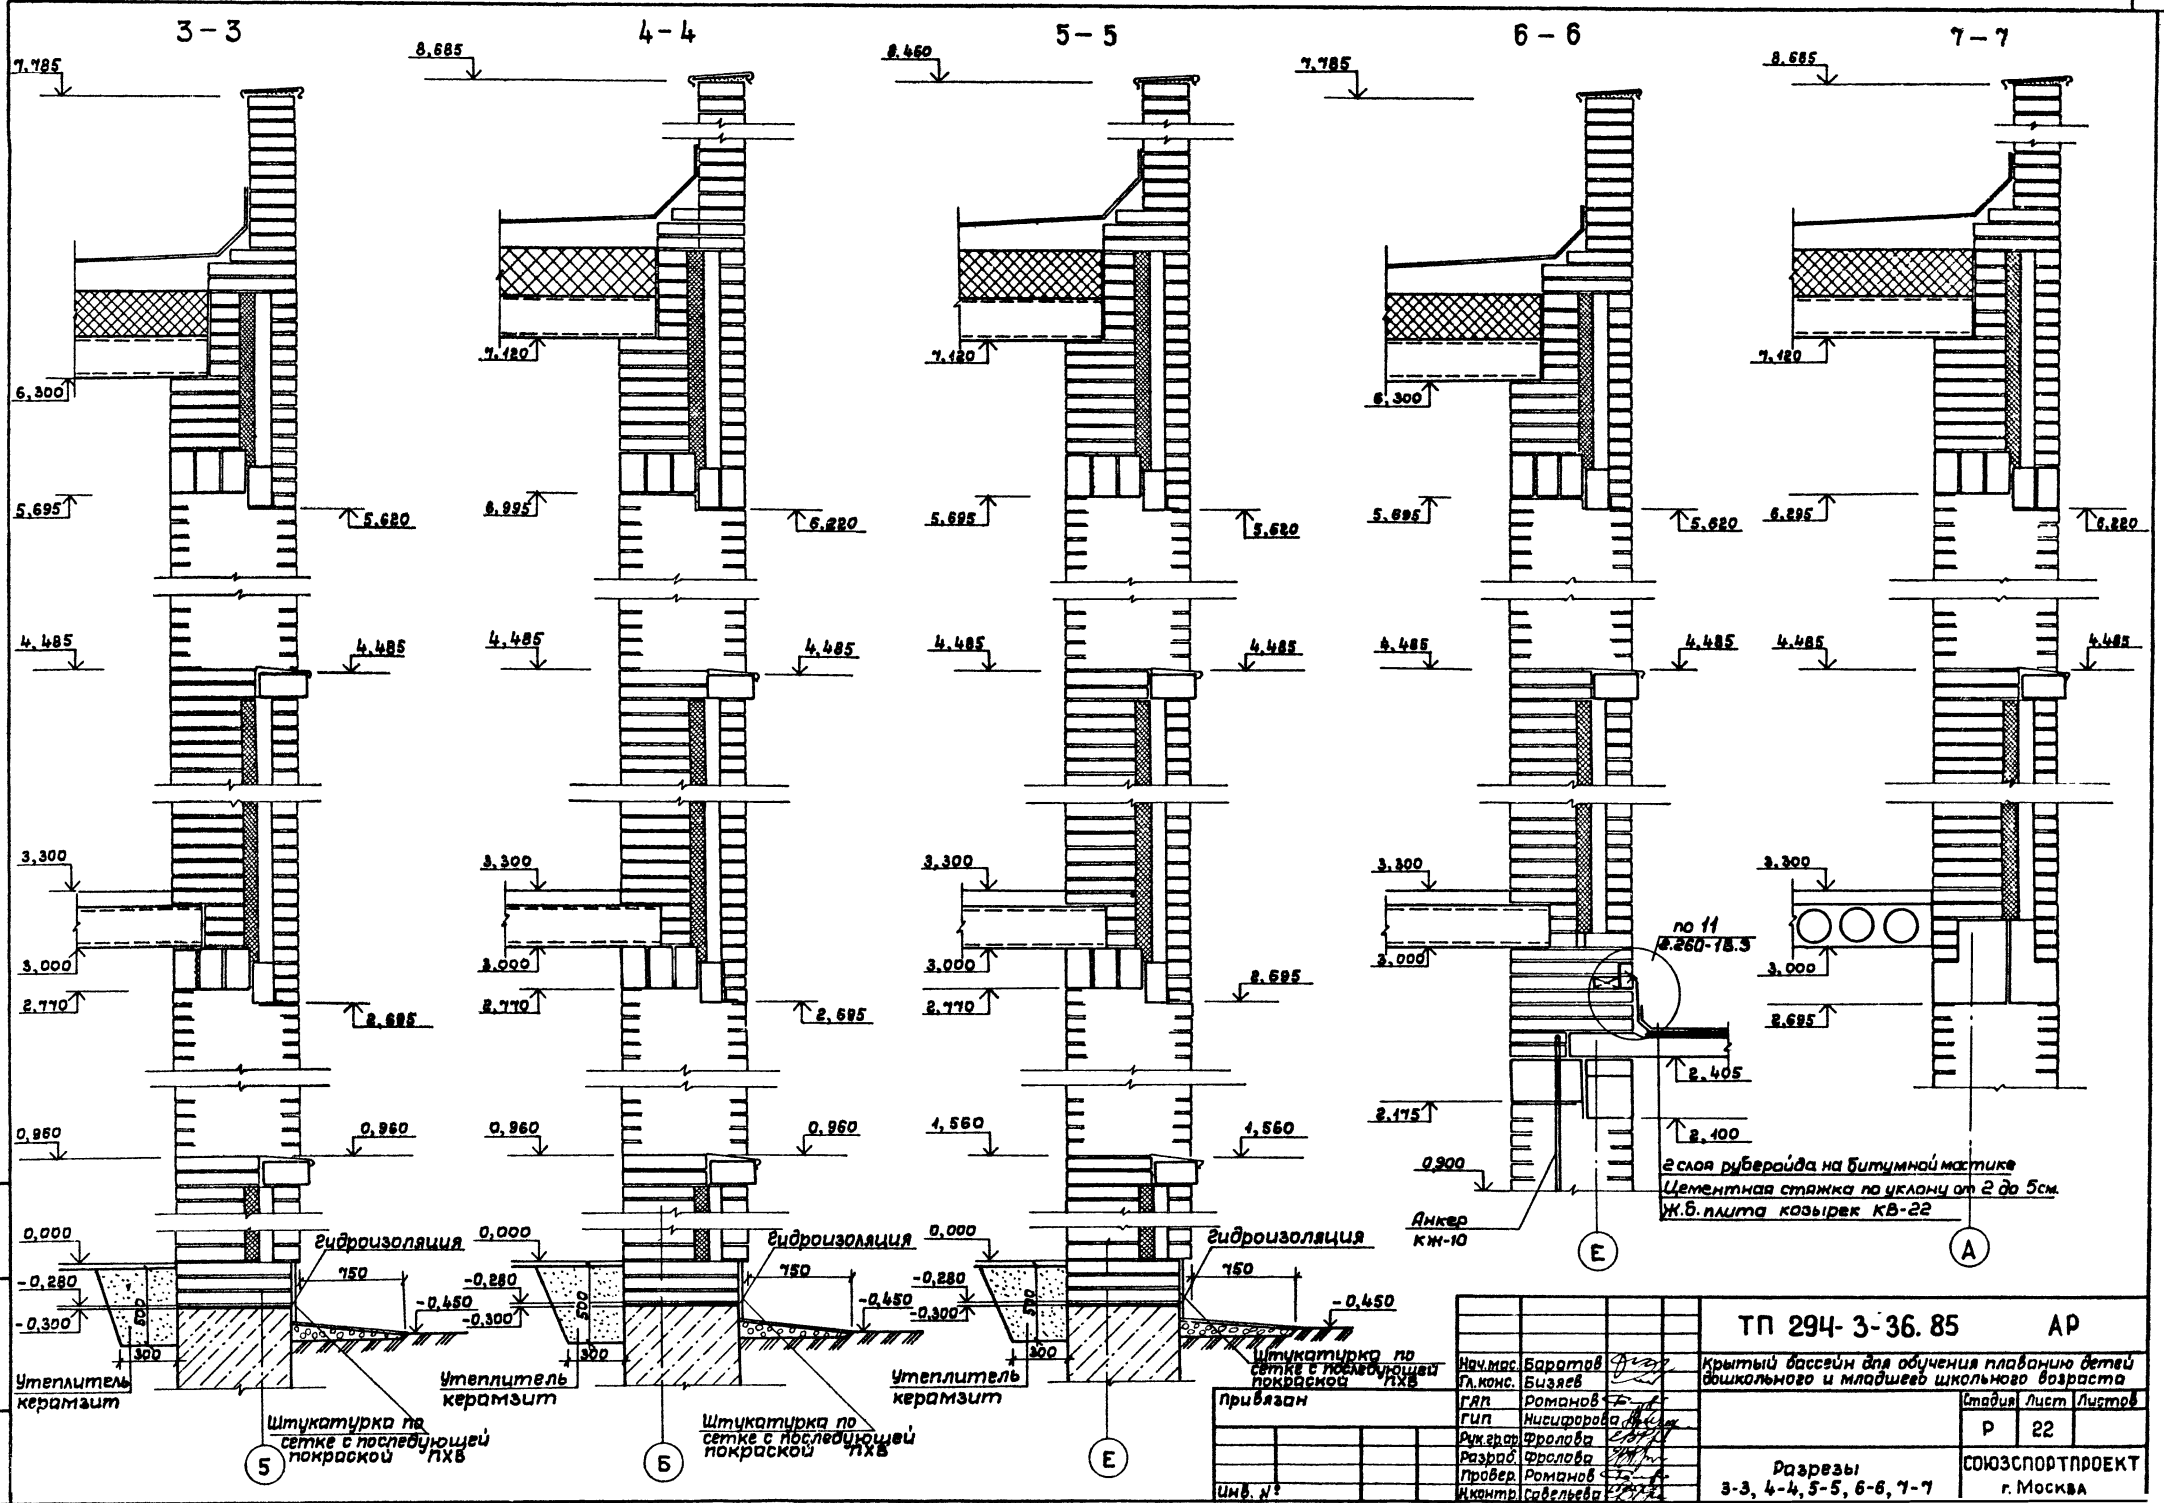 3-3
4-4
5-5
6-6
7-7
7,785
6,300
5,695
5,620
4,485
4,485
3,300
3,000
2,770
2,695
0,960
0,960
0,000
-0,280
-0,300
500
300
750
-0,450
Гидроизоляция
Утеплитель
керамзит
Штукатурка по
сетке с последующей
покраской ПХВ
5
8,685
7,120
6,995
6,220
4,485
4,485
3,300
3,000
2,770
2,695
0,960
0,960
0,000
-0,280
-0,300
500
300
750
-0,450
Гидроизоляция
Утеплитель
керамзит
Штукатурка по
сетке с последующей
покраской ПХВ
Б
8,460
7,120
5,695
5,620
4,485
4,485
3,300
3,000
2,770
2,695
1,560
1,560
0,000
-0,280
-0,300
500
300
750
-0,450
Гидроизоляция
Утеплитель
керамзит
Штукатурка по
сетке с последующей
покраской ПХВ
Е
7,785
6,300
5,695
5,620
4,485
4,485
3,300
3,000
по 11
2.260-1В.3
2,405
2,175
2,100
0,900
2 слоя рубероида на битумной мастике
Цементная стяжка по уклону от 2 до 5см.
Ж.б. плита козырек КВ-22
Анкер
КЖ-10
Е
8.685
7,120
6,295
6,220
4.485
4,485
3,300
3,000
2,695
А
ТП 294-3-36.85 АР
Крытый бассейн для обучения плаванию детей
дошкольного и младшего школьного возраста
Нач.мас. Баратов
Гл.конс. Бизяев
ГАП Романов
ГИП Нисифорова
Рук.груп Фролова
Разраб. Фролова
Провер. Романов
Н.контр. Савельева
Стадия Лист Листов
Р 22
Разрезы
3-3, 4-4, 5-5, 6-6, 7-7
СОЮЗСПОРТПРОЕКТ
г. Москва
Привязан
Инв. №